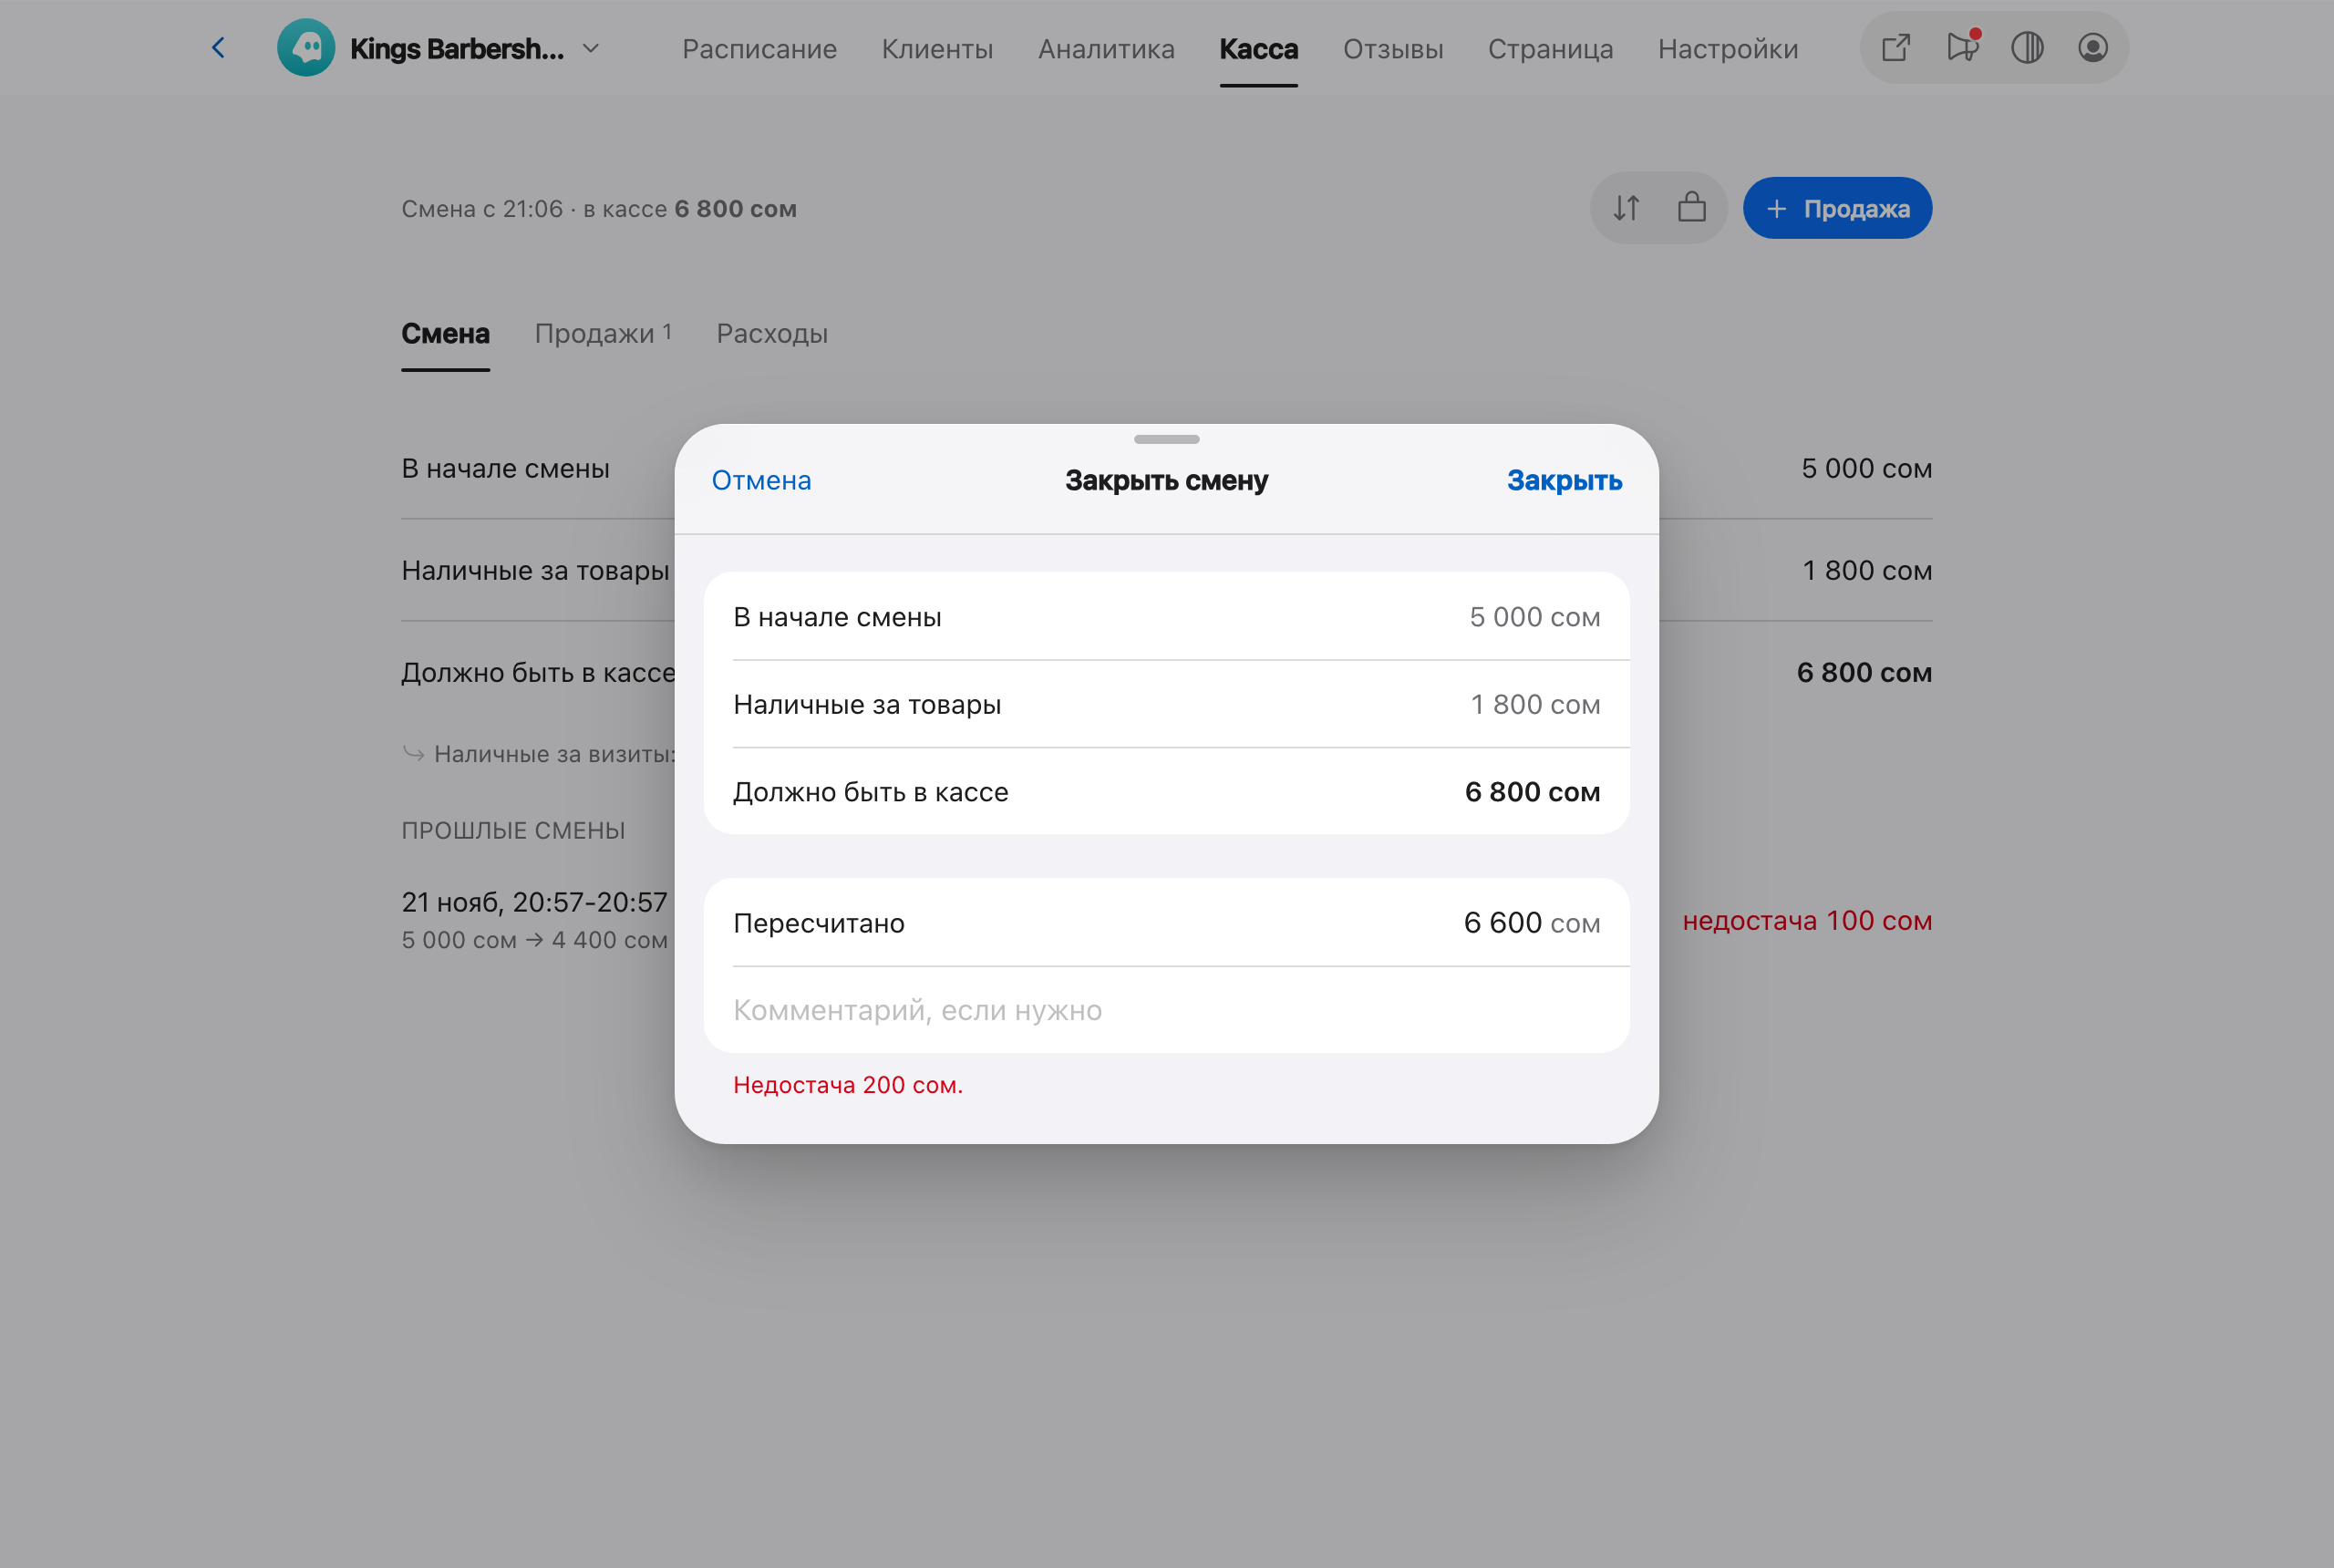 Kings Barbersh...
Расписание
Клиенты
Аналитика
Касса
Отзывы
Страница
Настройки
Смена с 21:06 · в кассе 6 800 сом
+ Продажа
Смена
Продажи 1
Расходы
В начале смены 5 000 сом
Наличные за товары 1 800 сом
Должно быть в кассе 6 800 сом
Наличные за визиты:
ПРОШЛЫЕ СМЕНЫ
21 нояб, 20:57-20:57
5 000 сом → 4 400 сом
недостача 100 сом
Отмена
Закрыть смену
Закрыть
В начале смены 5 000 сом
Наличные за товары 1 800 сом
Должно быть в кассе 6 800 сом
Пересчитано 6 600 сом
Комментарий, если нужно
Недостача 200 сом.